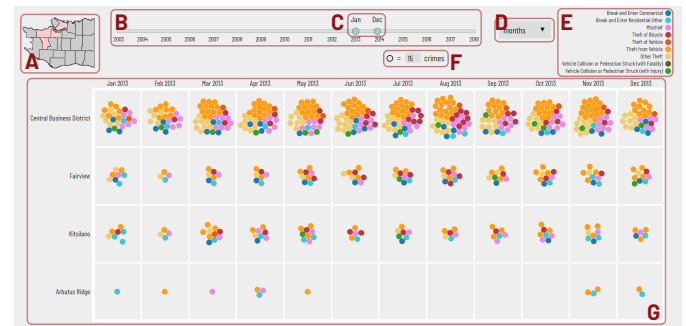 A
B
C
Jan Dec
2003 2004 2005 2006 2007 2008 2009 2010 2011 2012 2013 2014 2015 2016 2017 2018
D
months
E
Break and Enter Commercial
Break and Enter Residential-Other
Mischief
Theft of Bicycle
Theft of Vehicle
Theft from Vehicle
Other Theft
Vehicle Collision or Pedestrian Struck (with Fatality)
Vehicle Collision or Pedestrian Struck (with Injury)
= 15 crimes
F
Jan 2013 Feb 2013 Mar 2013 Apr 2013 May 2013 Jun 2013 Jul 2013 Aug 2013 Sep 2013 Oct 2013 Nov 2013 Dec 2013
Central Business District
Fairview
Kitsilano
Arbutus Ridge
G